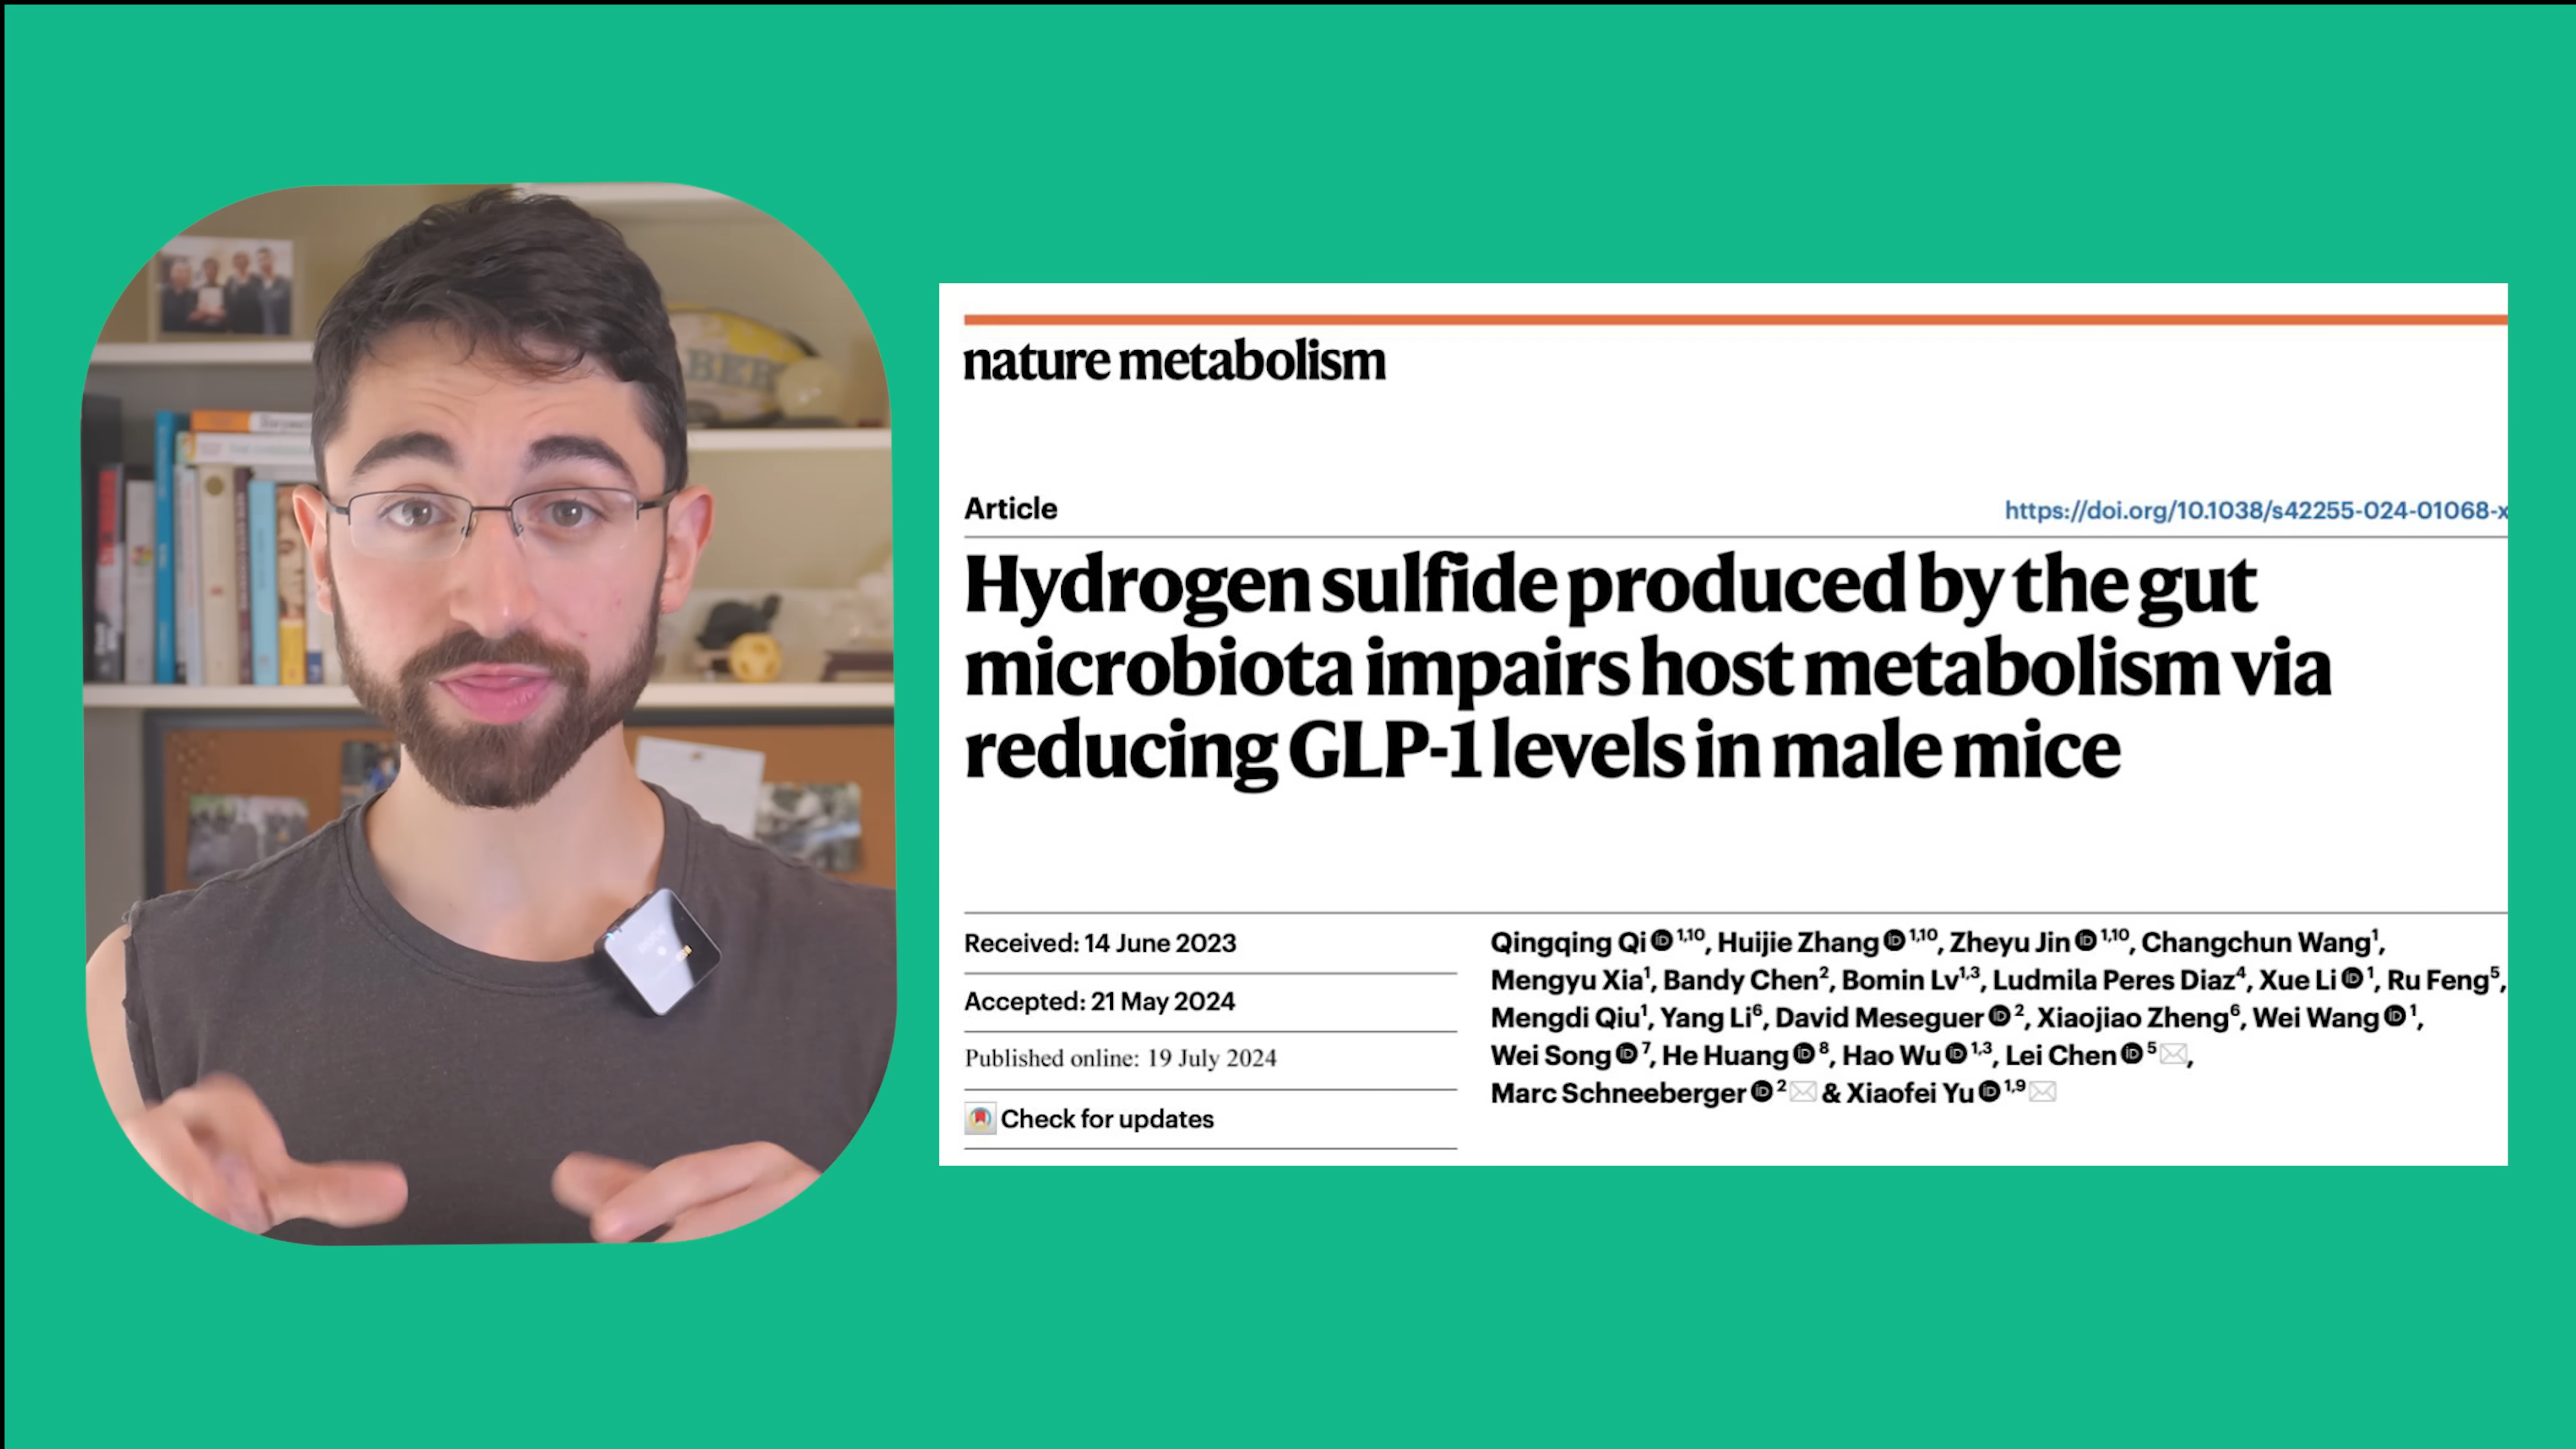 BER
nature metabolism
Article
https://doi.org/10.1038/s42255-024-01068-x
Hydrogen sulfide produced by the gut
microbiota impairs host metabolism via
reducing GLP-1 levels in male mice
Received: 14 June 2023
Accepted: 21 May 2024
Published online: 19 July 2024
Check for updates
Qingqing Qi 1,10, Huijie Zhang 1,10, Zheyu Jin 1,10, Changchun Wang1,
Mengyu Xia1, Bandy Chen2, Bomin Lv1,3, Ludmila Peres Diaz4, Xue Li 1, Ru Feng5,
Mengdi Qiu1, Yang Li6, David Meseguer 2, Xiaojiao Zheng6, Wei Wang 1,
Wei Song 7, He Huang 8, Hao Wu 1,3, Lei Chen 5,
Marc Schneeberger 2 & Xiaofei Yu 1,9